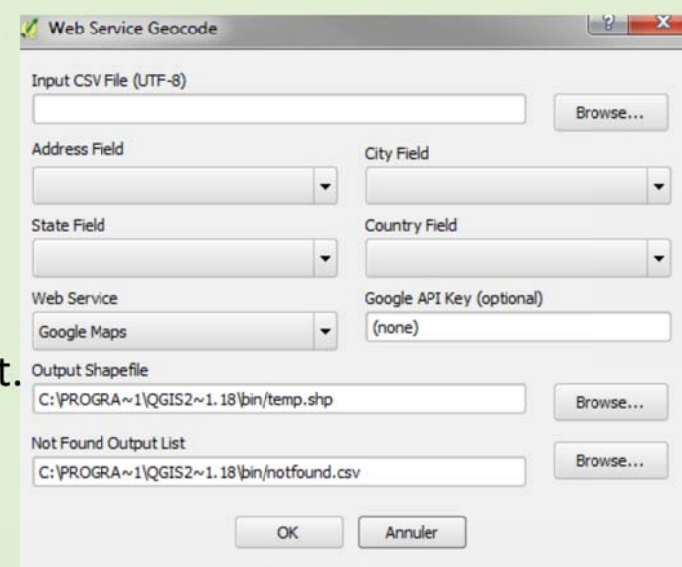 Web Service Geocode
Input CSV File (UTF-8)
Browse...
Address Field City Field
State Field Country Field
Web Service Google API Key (optional)
Google Maps (none)
t. Output Shapefile
C:\PROGRA~1\QGIS2~1.18\bin/temp.shp Browse...
Not Found Output List
C:\PROGRA~1\QGIS2~1.18\bin/notfound.csv Browse...
OK Annuler